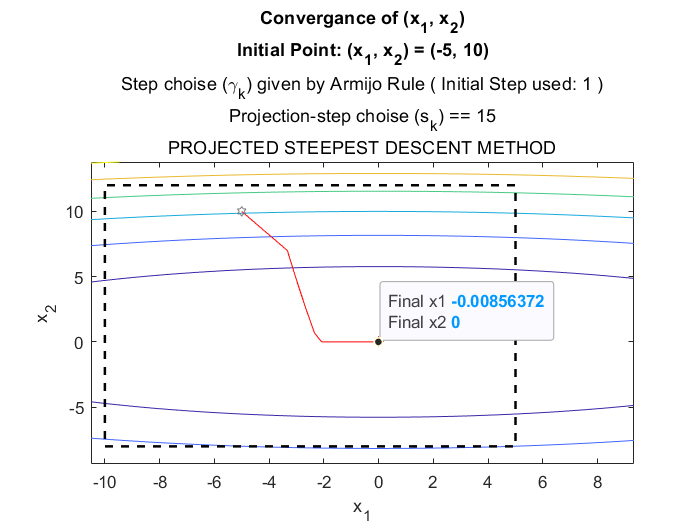 Convergance of (x1, x2)
Initial Point: (x1, x2) = (-5, 10)
Step choise (γk) given by Armijo Rule ( Initial Step used: 1 )
Projection-step choise (sk) == 15
PROJECTED STEEPEST DESCENT METHOD
10
5
0
-5
x2
Final x1 -0.00856372
Final x2 0
-10 -8 -6 -4 -2 0 2 4 6 8
x1